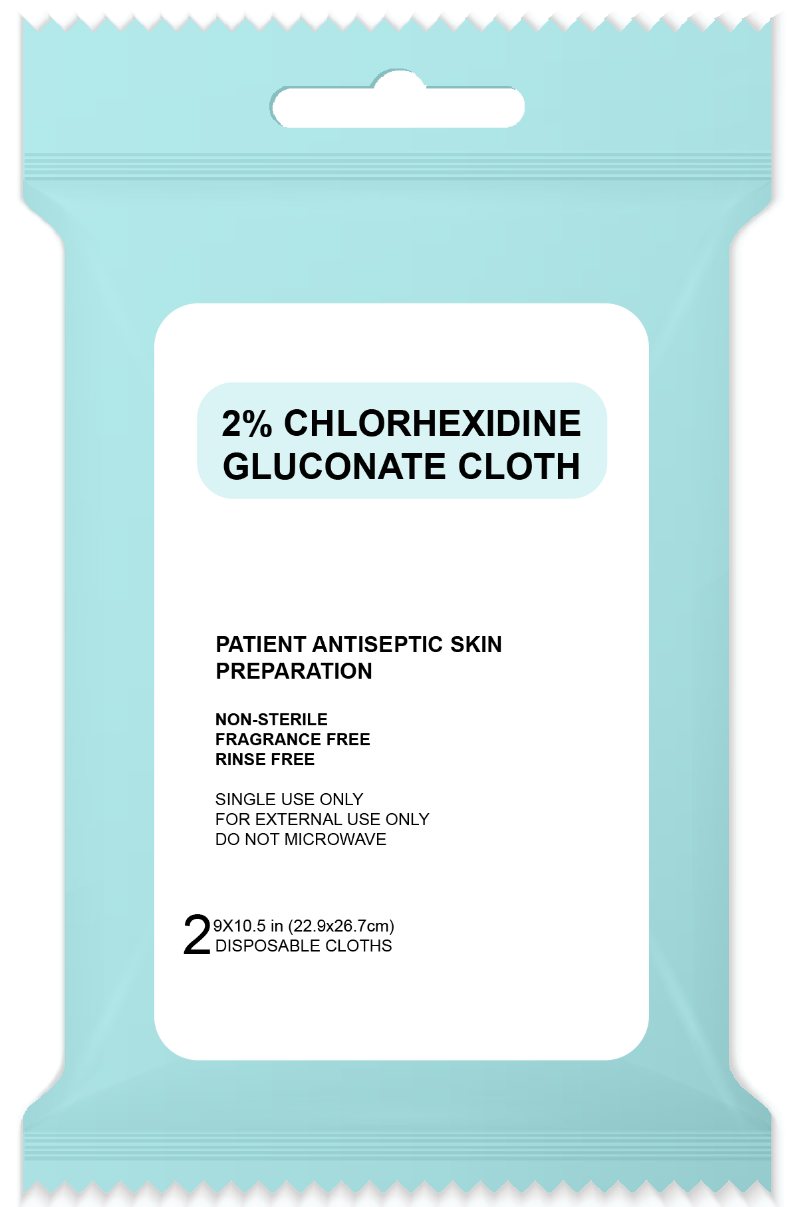 2% CHLORHEXIDINE
GLUCONATE CLOTH
PATIENT ANTISEPTIC SKIN
PREPARATION
NON-STERILE
FRAGRANCE FREE
RINSE FREE
SINGLE USE ONLY
FOR EXTERNAL USE ONLY
DO NOT MICROWAVE
2 9X10.5 in (22.9x26.7cm)
DISPOSABLE CLOTHS